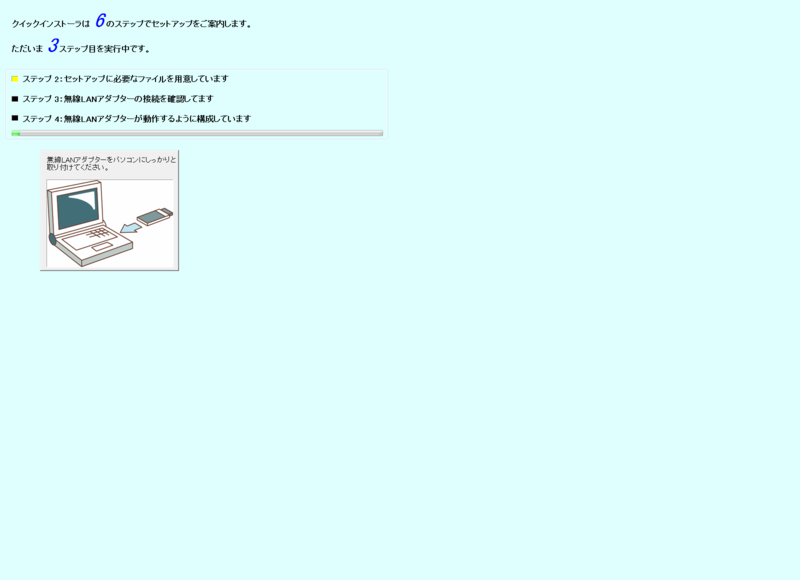 クイックインストーラは 6 のステップでセットアップをご案内します。
ただいま 3 ステップ目を実行中です。
ステップ 2：セットアップに必要なファイルを用意しています
ステップ 3：無線LANアダプターの接続を確認してます
ステップ 4：無線LANアダプターが動作するように構成しています
無線LANアダプターをパソコンにしっかりと
取り付けてください。